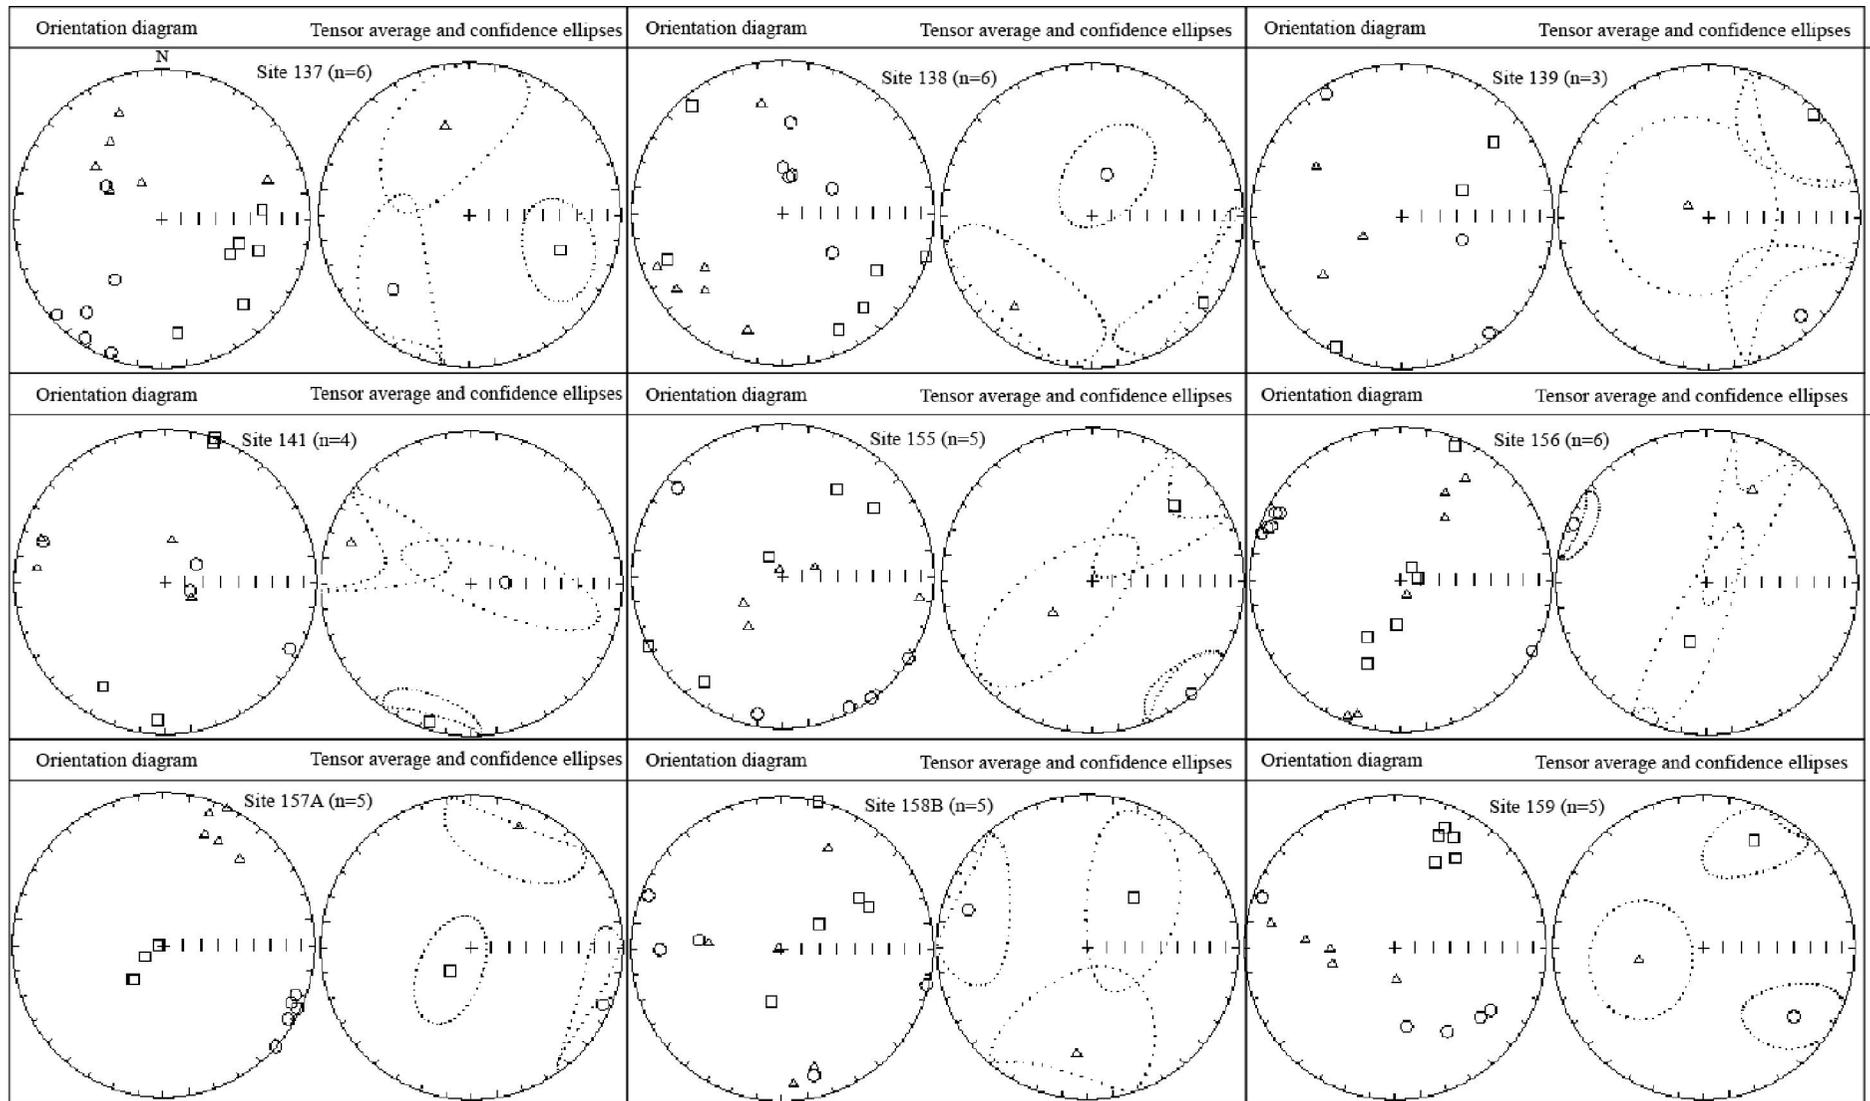 Orientation diagram Tensor average and confidence ellipses Orientation diagram Tensor average and confidence ellipses Orientation diagram Tensor average and confidence ellipses
N
Site 137 (n=6) Site 138 (n=6) Site 139 (n=3)
Orientation diagram Tensor average and confidence ellipses Orientation diagram Tensor average and confidence ellipses Orientation diagram Tensor average and confidence ellipses
Site 141 (n=4) Site 155 (n=5) Site 156 (n=6)
Orientation diagram Tensor average and confidence ellipses Orientation diagram Tensor average and confidence ellipses Orientation diagram Tensor average and confidence ellipses
Site 157A (n=5) Site 158B (n=5) Site 159 (n=5)